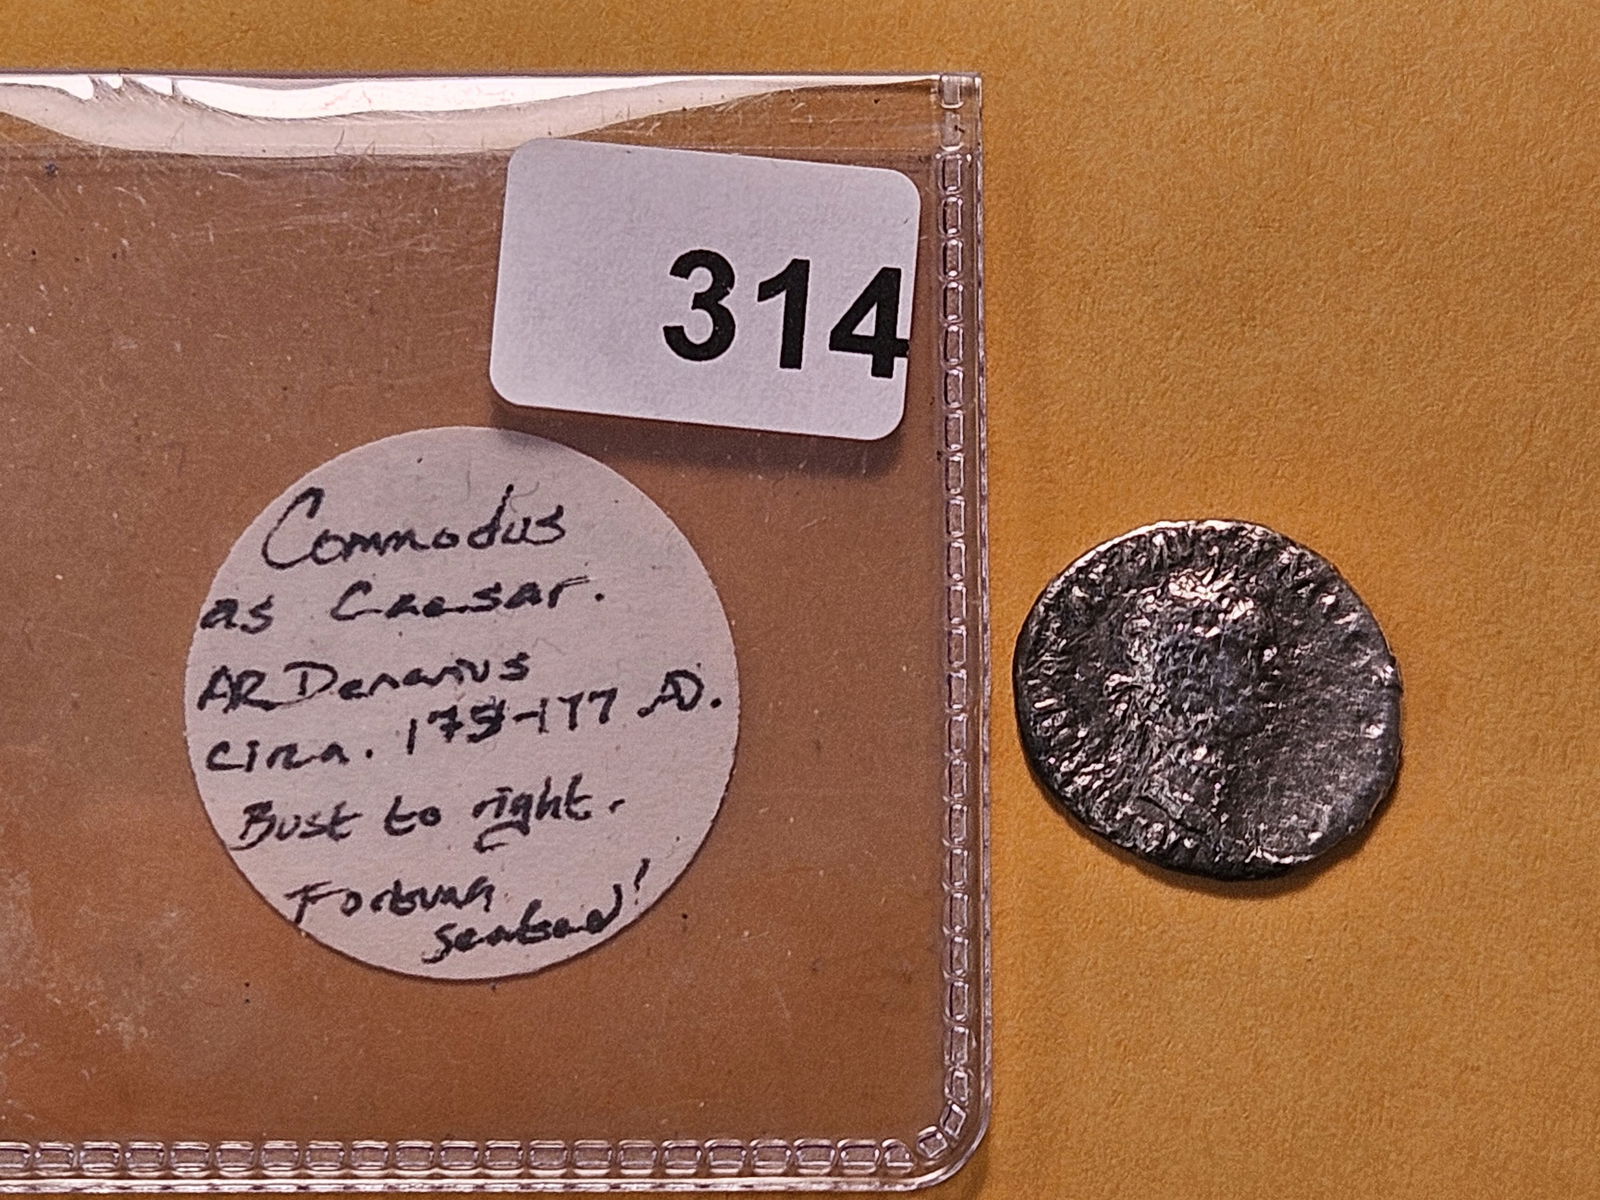 314
Commodus
as Caesar.
AR Denarius
circa. 175-177 AD.
Bust to right.
Fortuna
seated!